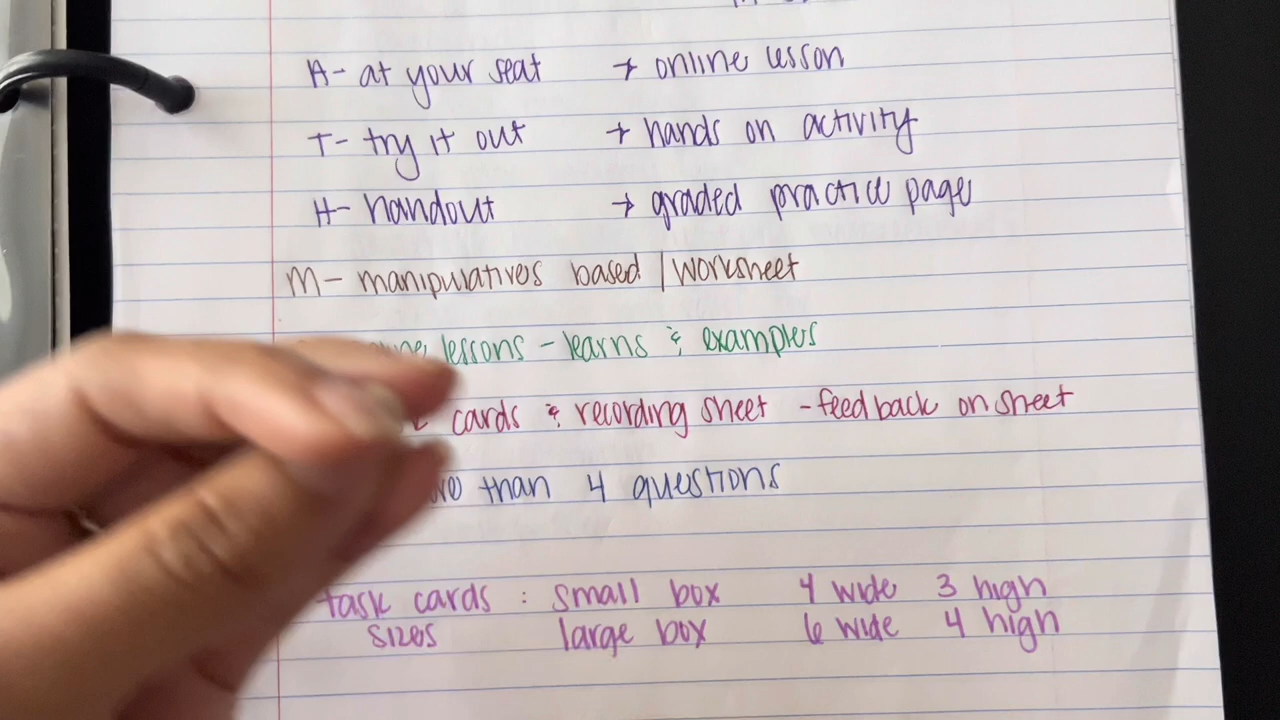 A- at your seat → online lesson
T- try it out → hands on activity
H- handout → graded practice page
M- manipulatives based / worksheet
lessons - learns & examples
cards & recording sheet - feedback on sheet
than 4 questions
task cards : small box 4 wide 3 high
sizes large box 6 wide 4 high